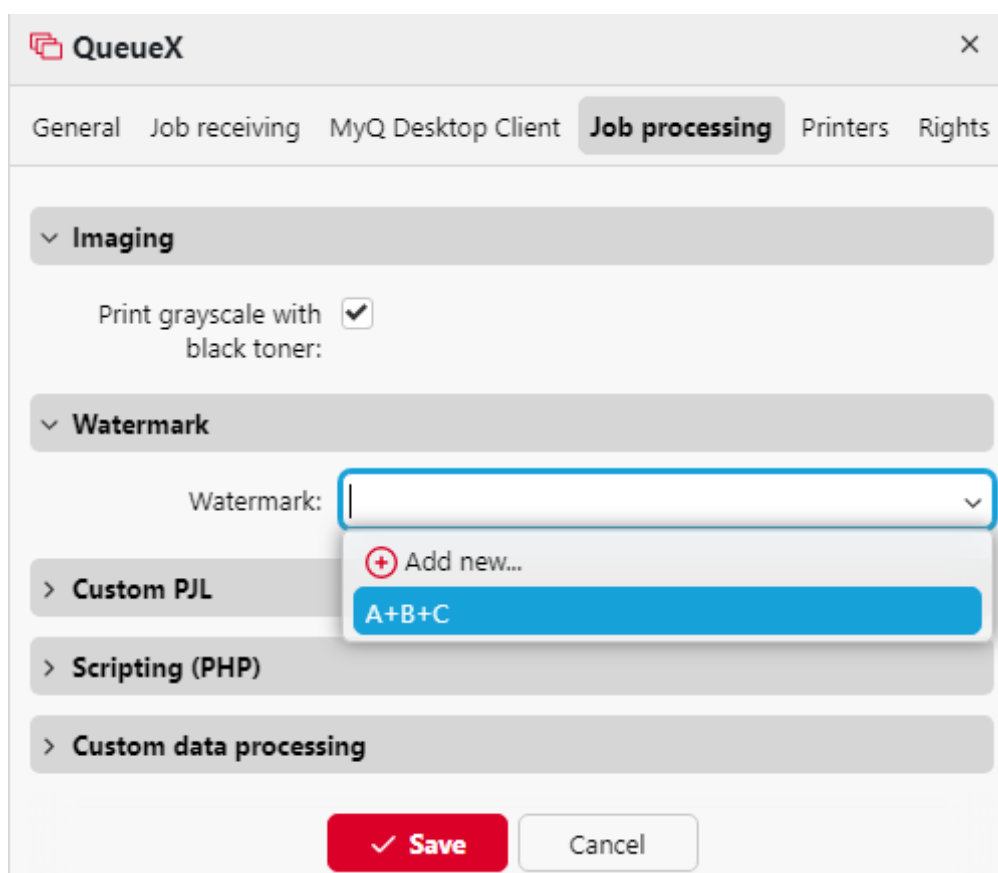 QueueX
General Job receiving MyQ Desktop Client Job processing Printers Rights
Imaging
Print grayscale with
black toner:
Watermark
Watermark:
Add new...
A+B+C
Custom PJL
Scripting (PHP)
Custom data processing
Save Cancel